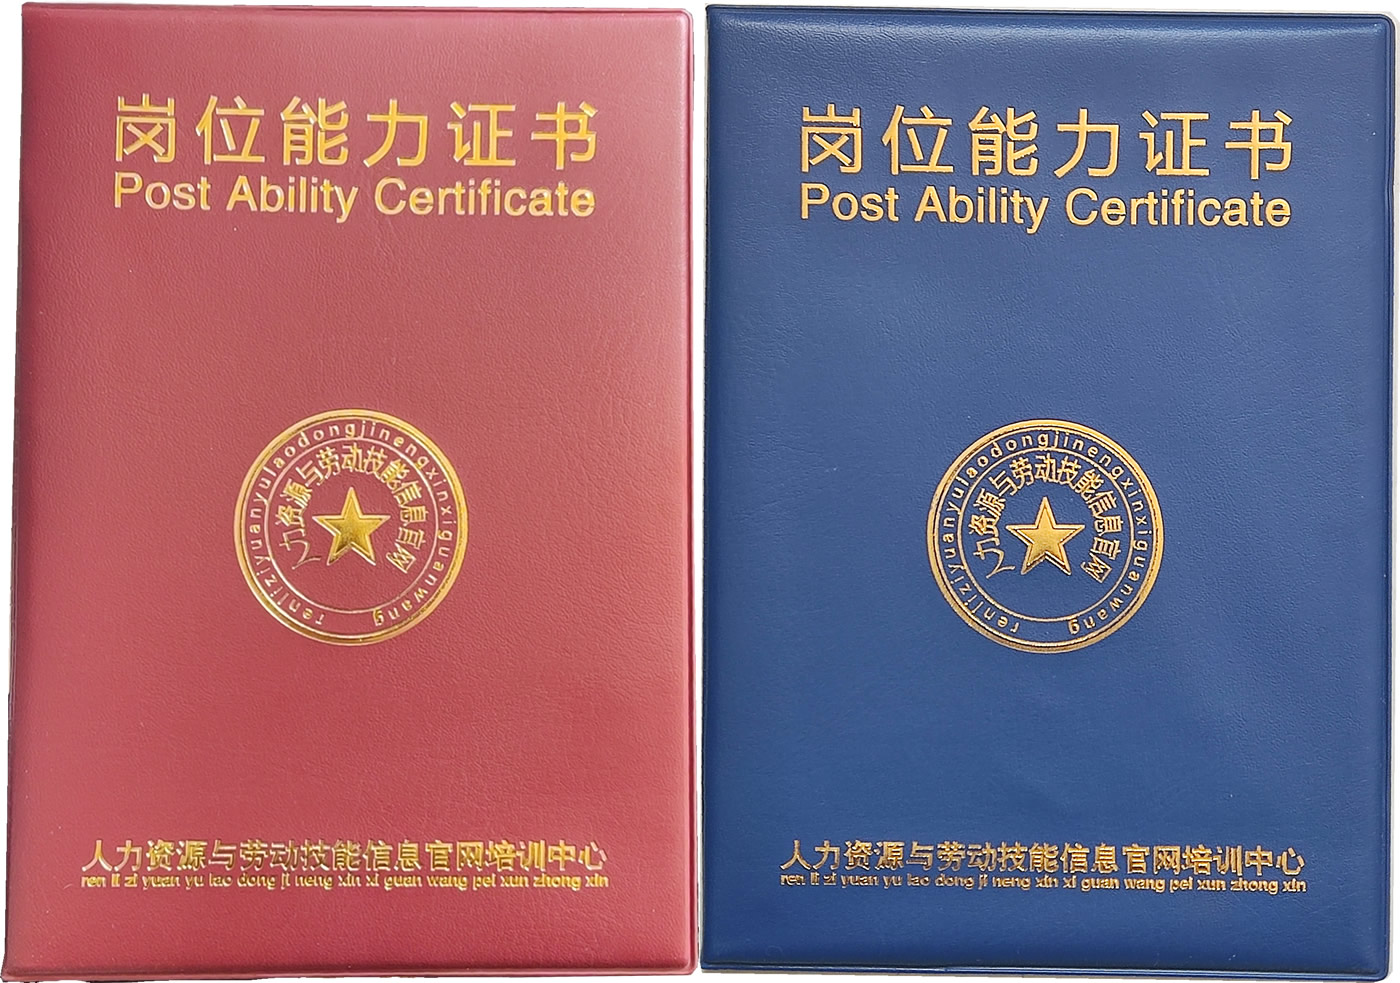 岗位能力证书
Post Ability Certificate
renliziyuanyulaodongjinengxinxiguanwang
人力资源与劳动技能信息官网
人力资源与劳动技能信息官网培训中心
ren li zi yuan yu lao dong ji neng xin xi guan wang pei xun zhong xin
岗位能力证书
Post Ability Certificate
renliziyuanyulaodongjinengxinxiguanwang
人力资源与劳动技能信息官网
人力资源与劳动技能信息官网培训中心
ren li zi yuan yu lao dong ji neng xin xi guan wang pei xun zhong xin